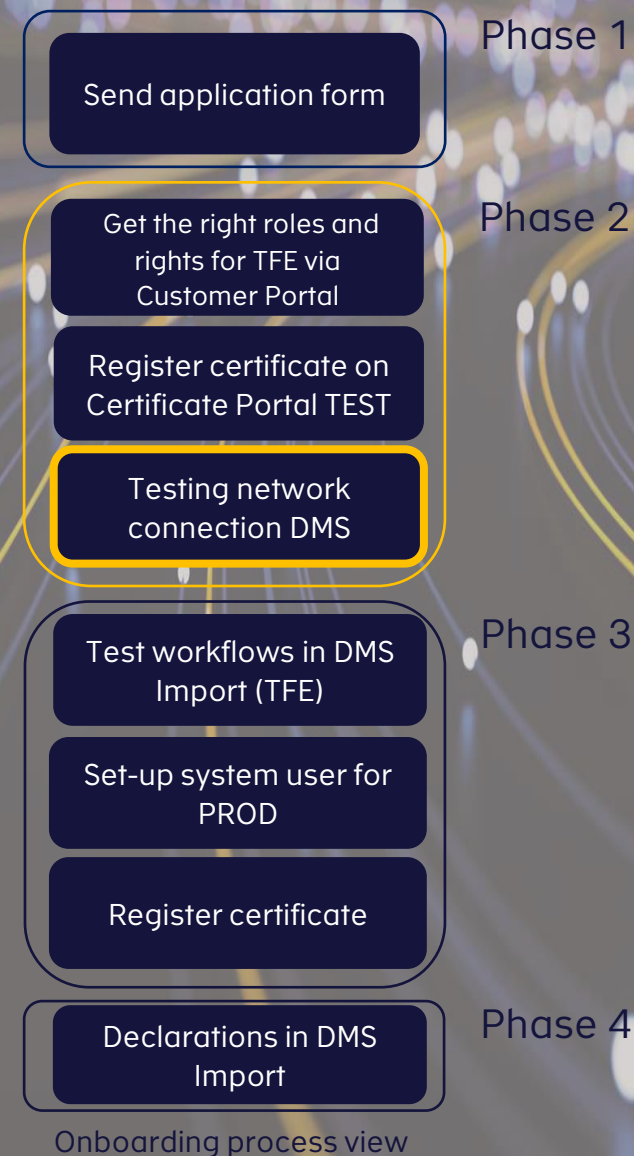 Phase 1
Send application form
Phase 2
Get the right roles and
rights for TFE via
Customer Portal
Register certificate on
Certificate Portal TEST
Testing network
connection DMS
Phase 3
Test workflows in DMS
Import (TFE)
Set-up system user for
PROD
Register certificate
Phase 4
Declarations in DMS
Import
Onboarding process view